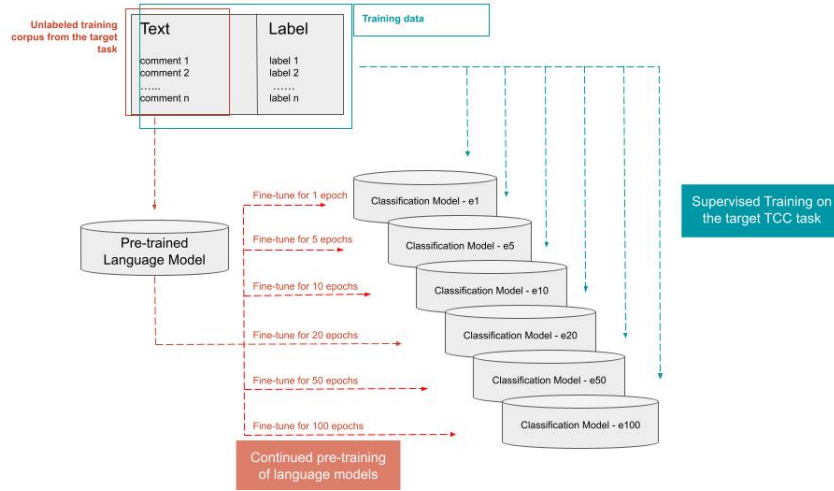 Unlabeled training
corpus from the target
task
Text
Label
Training data
comment 1
comment 2
…...
comment n
label 1
label 2
……
label n
Pre-trained
Language Model
Fine-tune for 1 epoch
Fine-tune for 5 epochs
Fine-tune for 10 epochs
Fine-tune for 20 epochs
Fine-tune for 50 epochs
Fine-tune for 100 epochs
Classification Model - e1
Classification Model - e5
Classification Model - e10
Classification Model - e20
Classification Model - e50
Classification Model - e100
Supervised Training on
the target TCC task
Continued pre-training
of language models